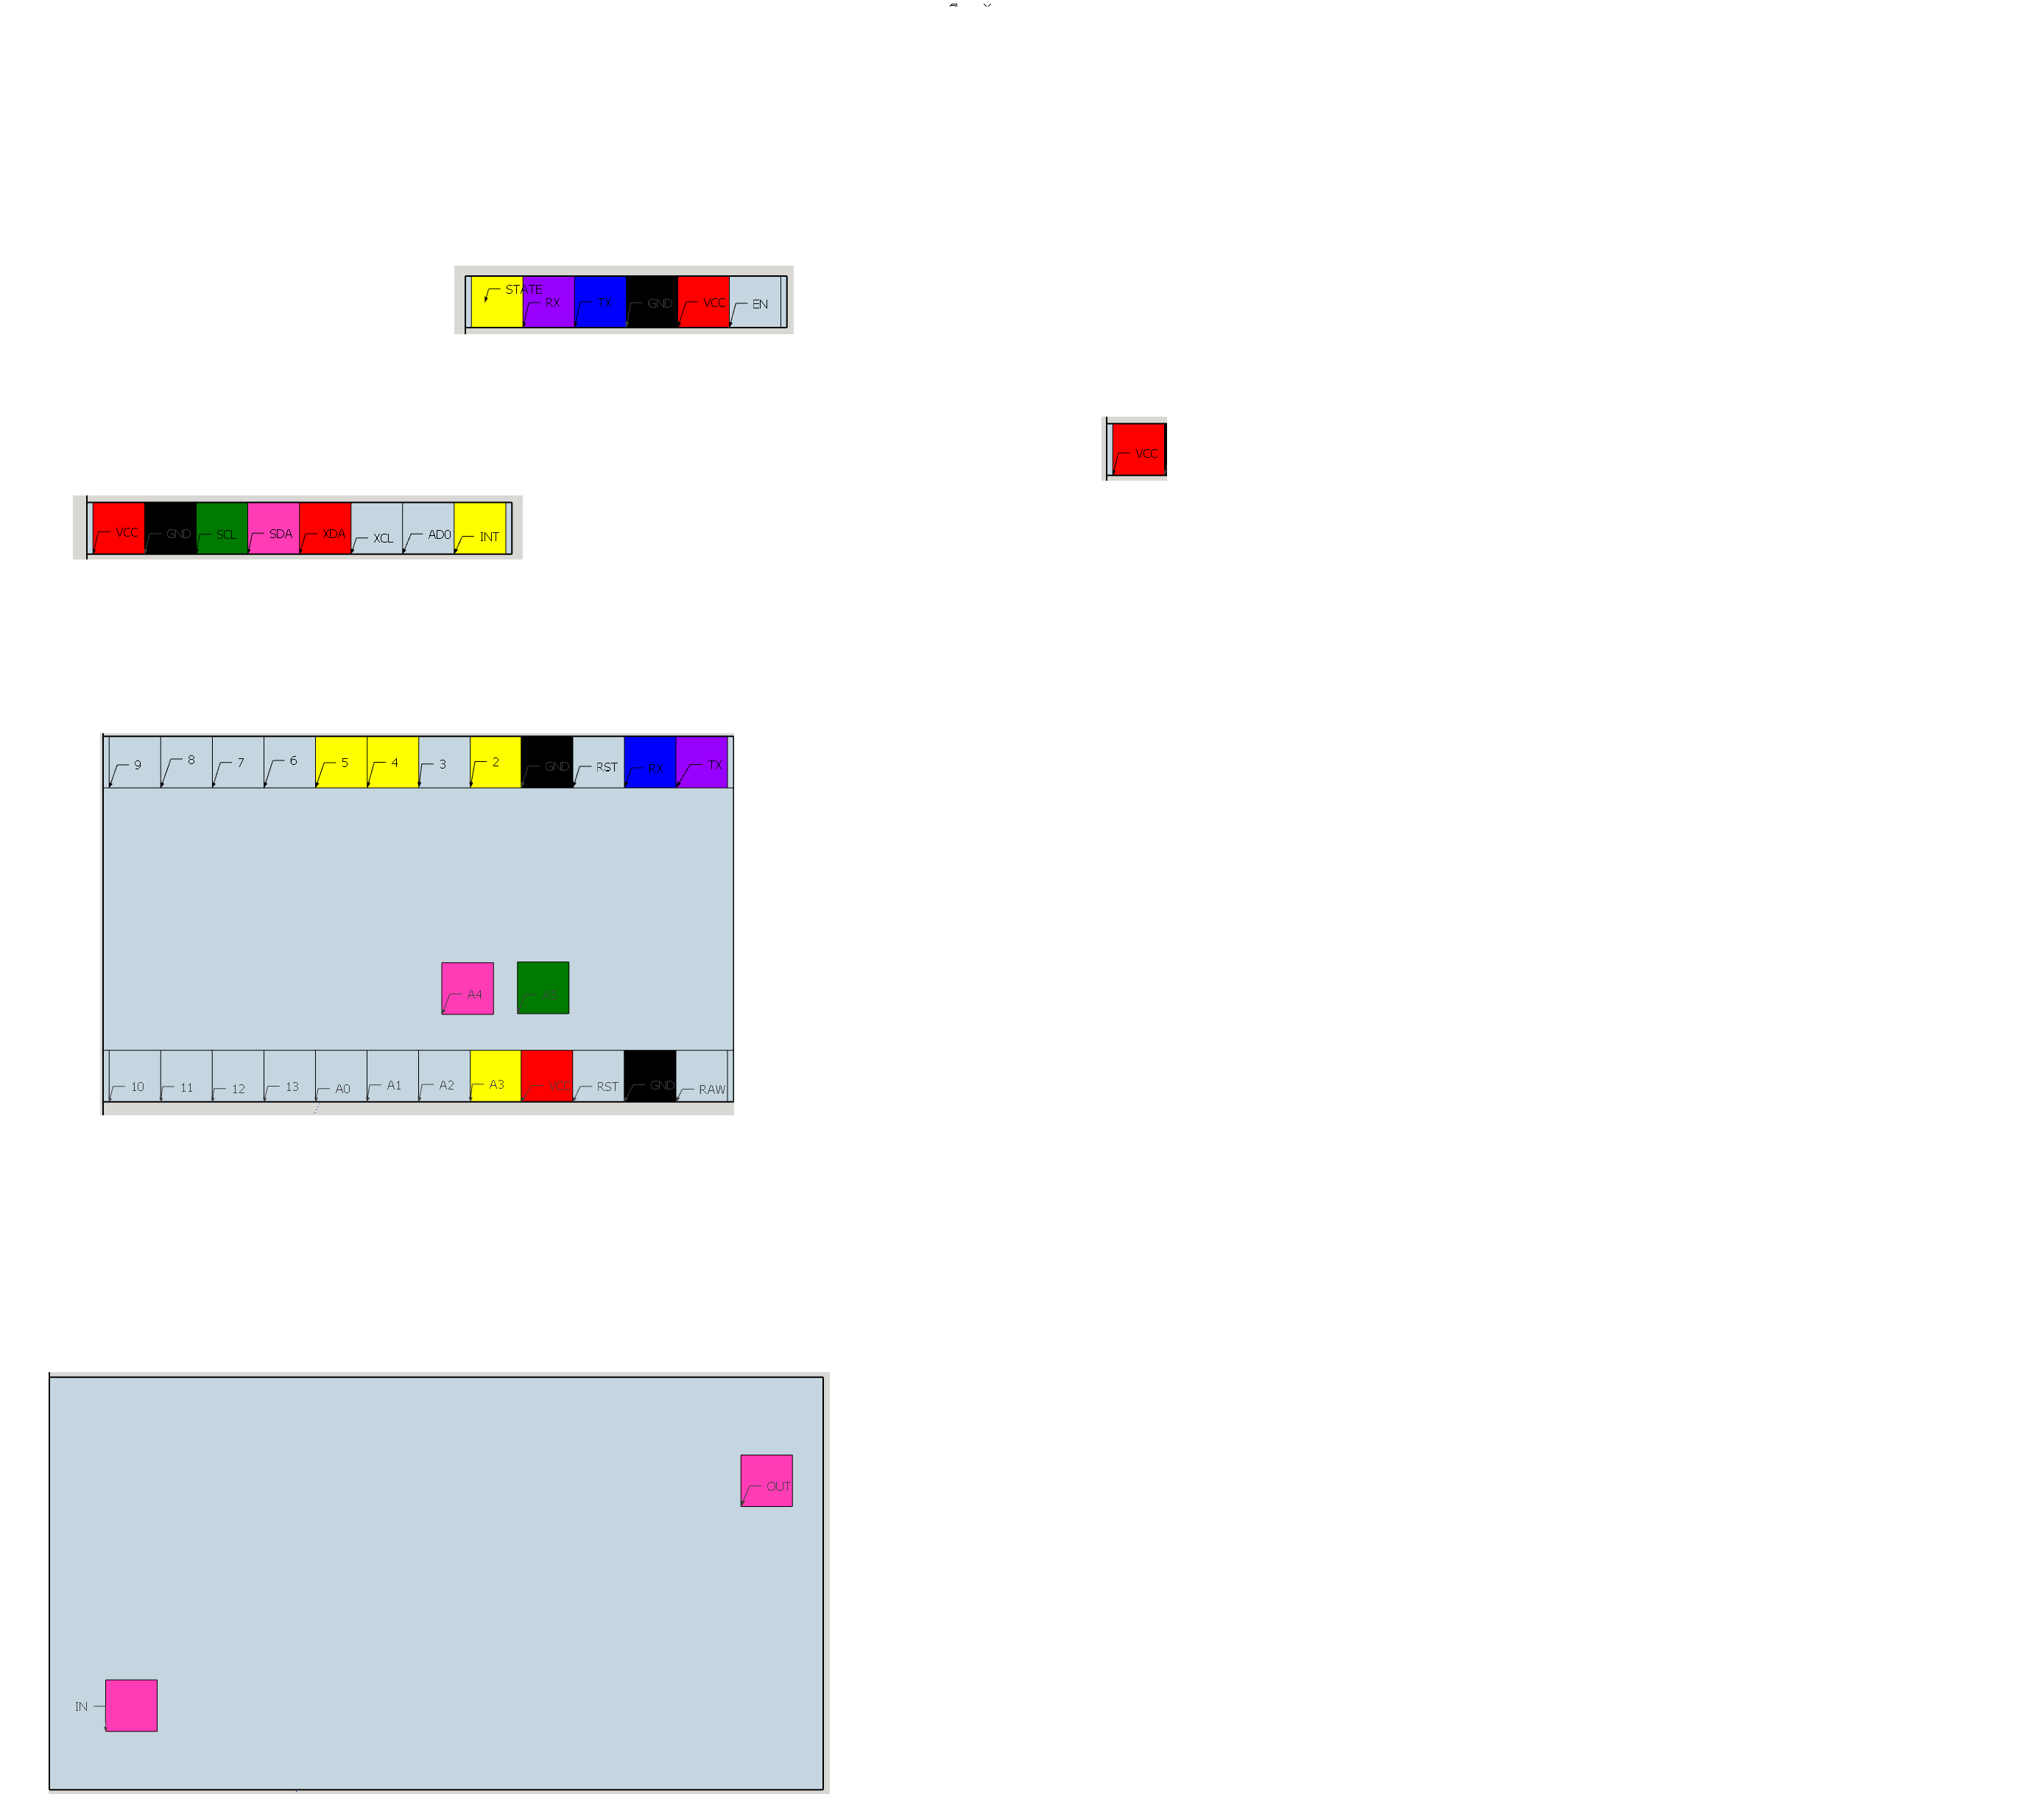 STATE RX TX GND VCC EN
VCC
VCC GND SCL SDA XDA XCL AD0 INT
9 8 7 6 5 4 3 2 GND RST RX TX
A4 A5
10 11 12 13 A0 A1 A2 A3 VCC RST GND RAW
OUT
IN